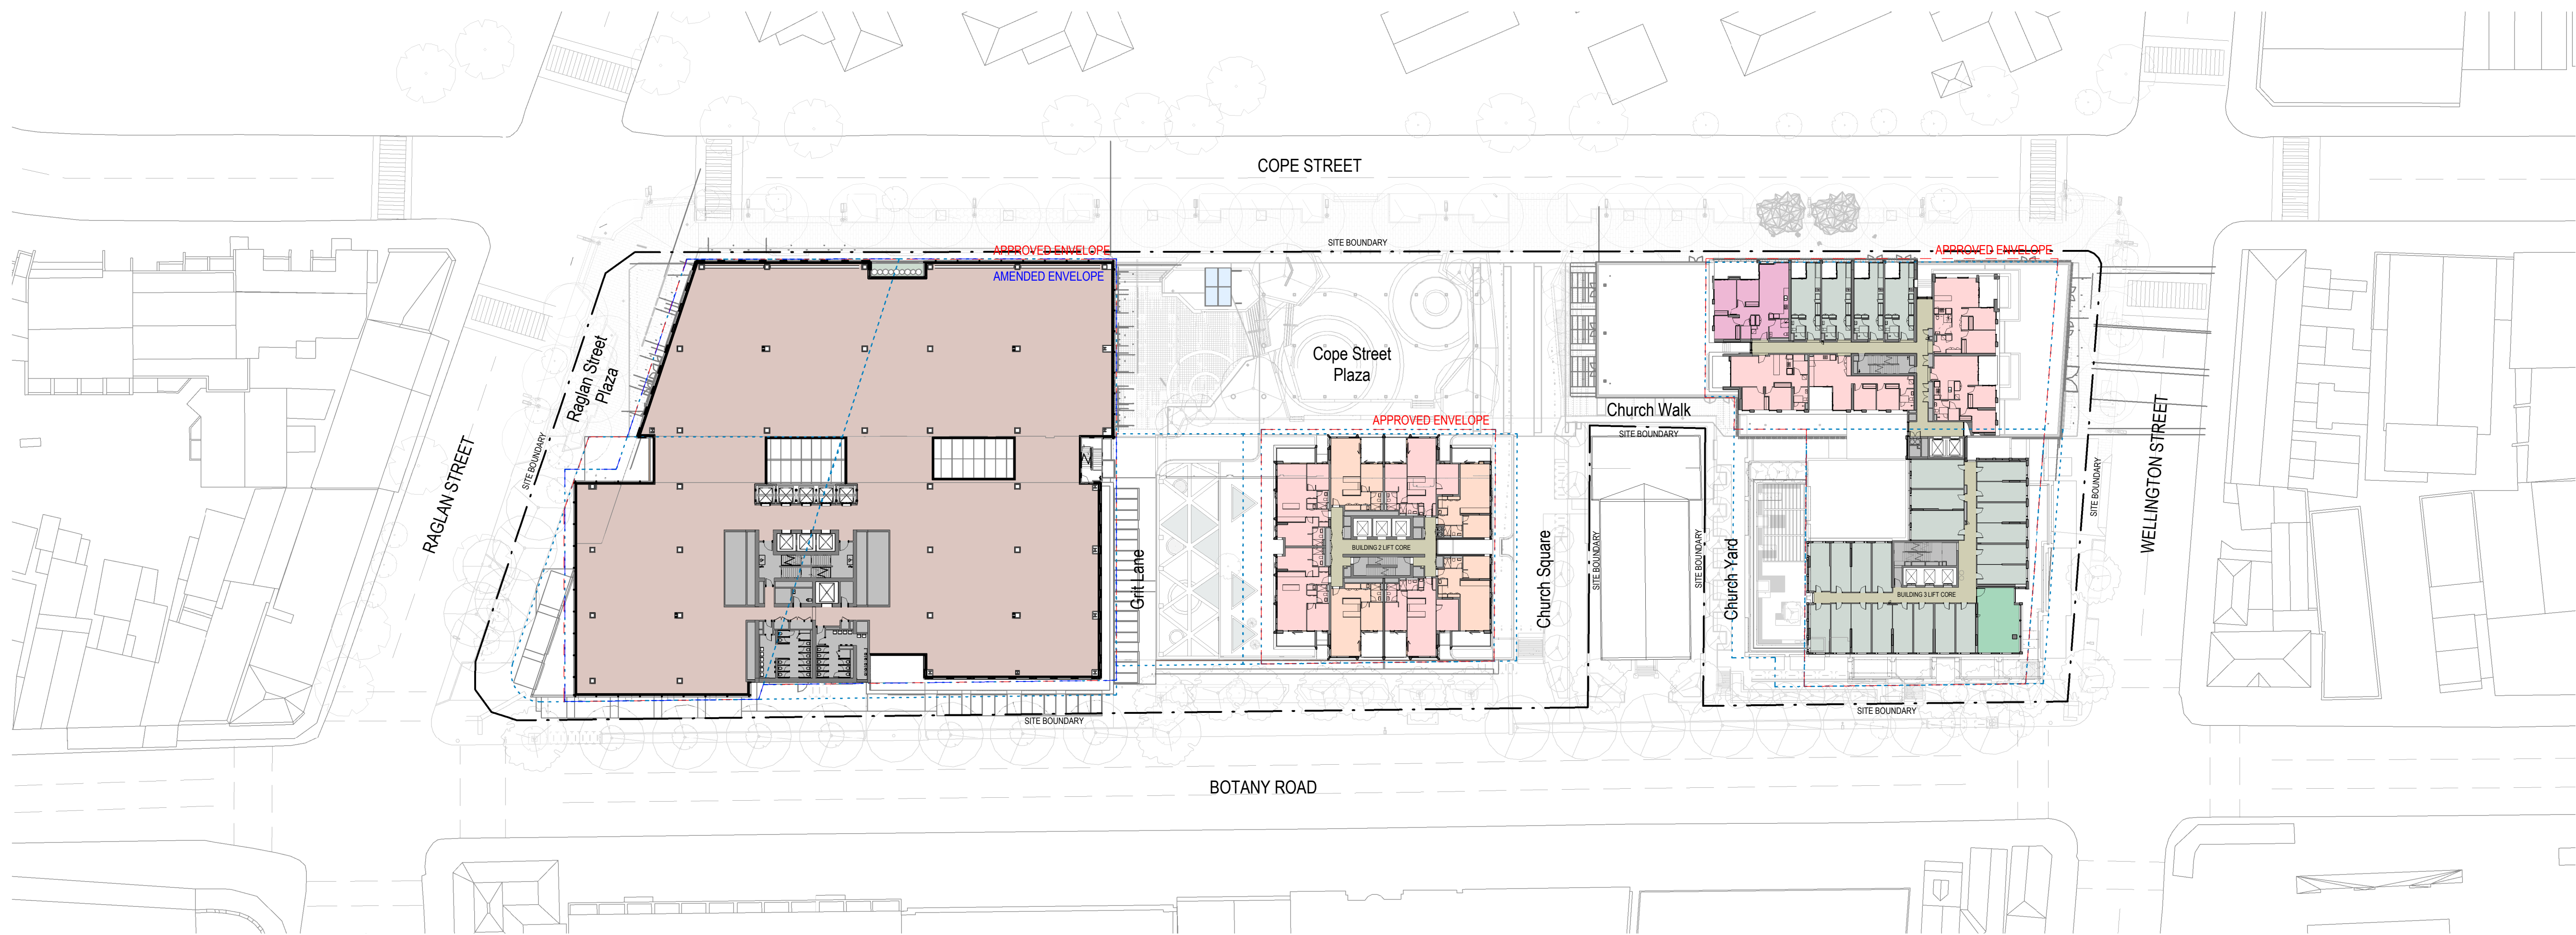 COPE STREET
SITE BOUNDARY
APPROVED ENVELOPE
AMENDED ENVELOPE
APPROVED ENVELOPE
Raglan Street
Plaza
Cope Street
Plaza
APPROVED ENVELOPE
Church Walk
SITE BOUNDARY
RAGLAN STREET
SITE BOUNDARY
WELLINGTON STREET
SITE BOUNDARY
BUILDING 2 LIFT CORE
Grit Lane
Church Square
SITE BOUNDARY
SITE BOUNDARY
Church Yard
BUILDING 3 LIFT CORE
SITE BOUNDARY
SITE BOUNDARY
BOTANY ROAD